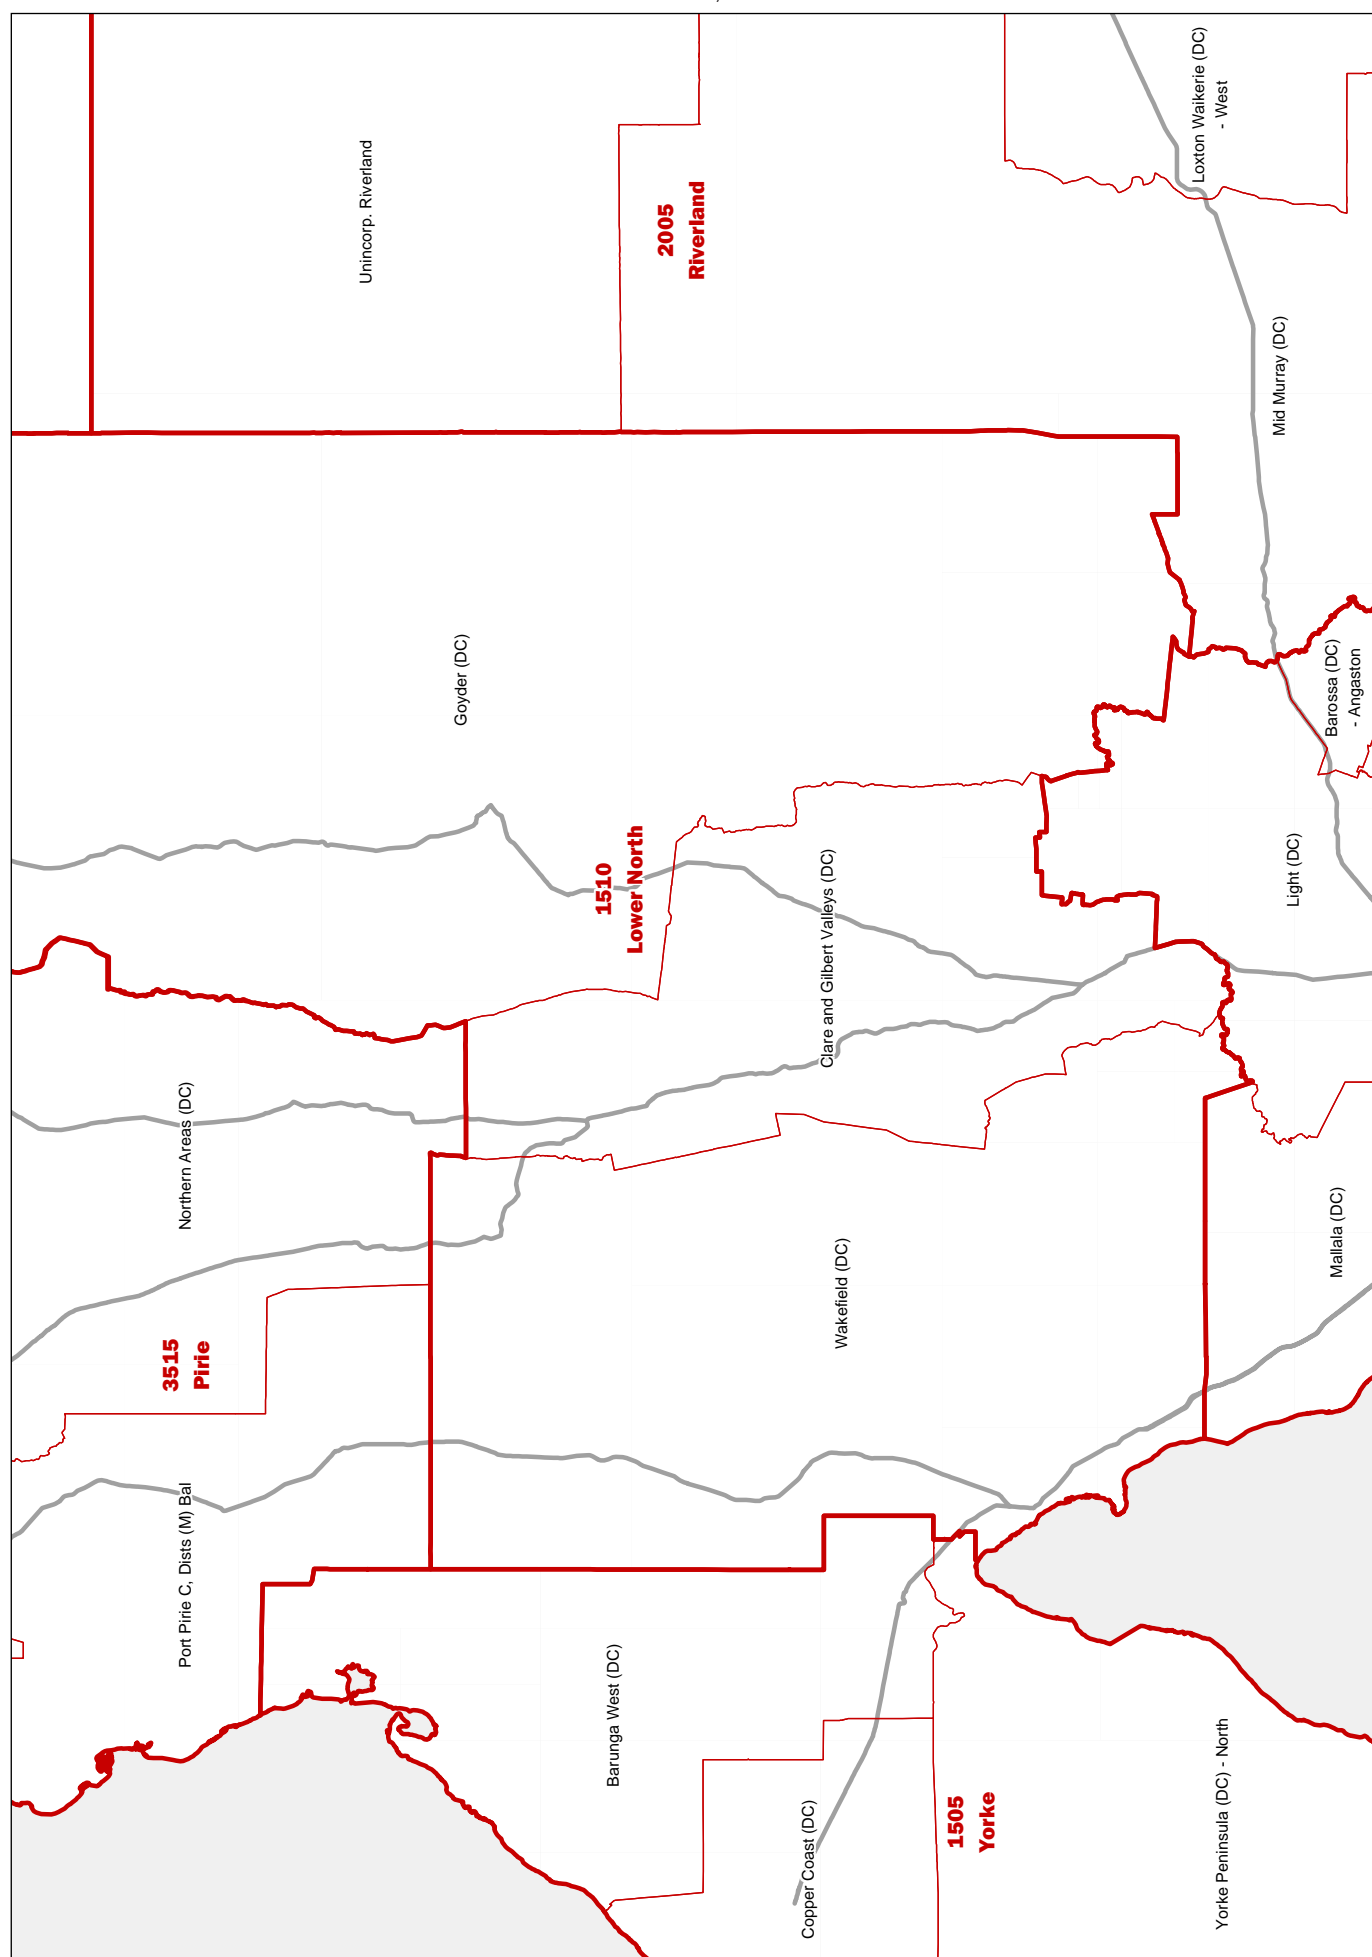 Port Pirie C, Dists (M) Bal
3515
Pirie
Northern Areas (DC)
Unincorp. Riverland
Goyder (DC)
Barunga West (DC)
1510
Lower North
2005
Riverland
Copper Coast (DC)
Wakefield (DC)
Clare and Gilbert Valleys (DC)
1505
Yorke
Yorke Peninsula (DC) - North
Loxton Waikerie (DC)
- West
Mid Murray (DC)
Light (DC)
Mallala (DC)
Barossa (DC)
- Angaston